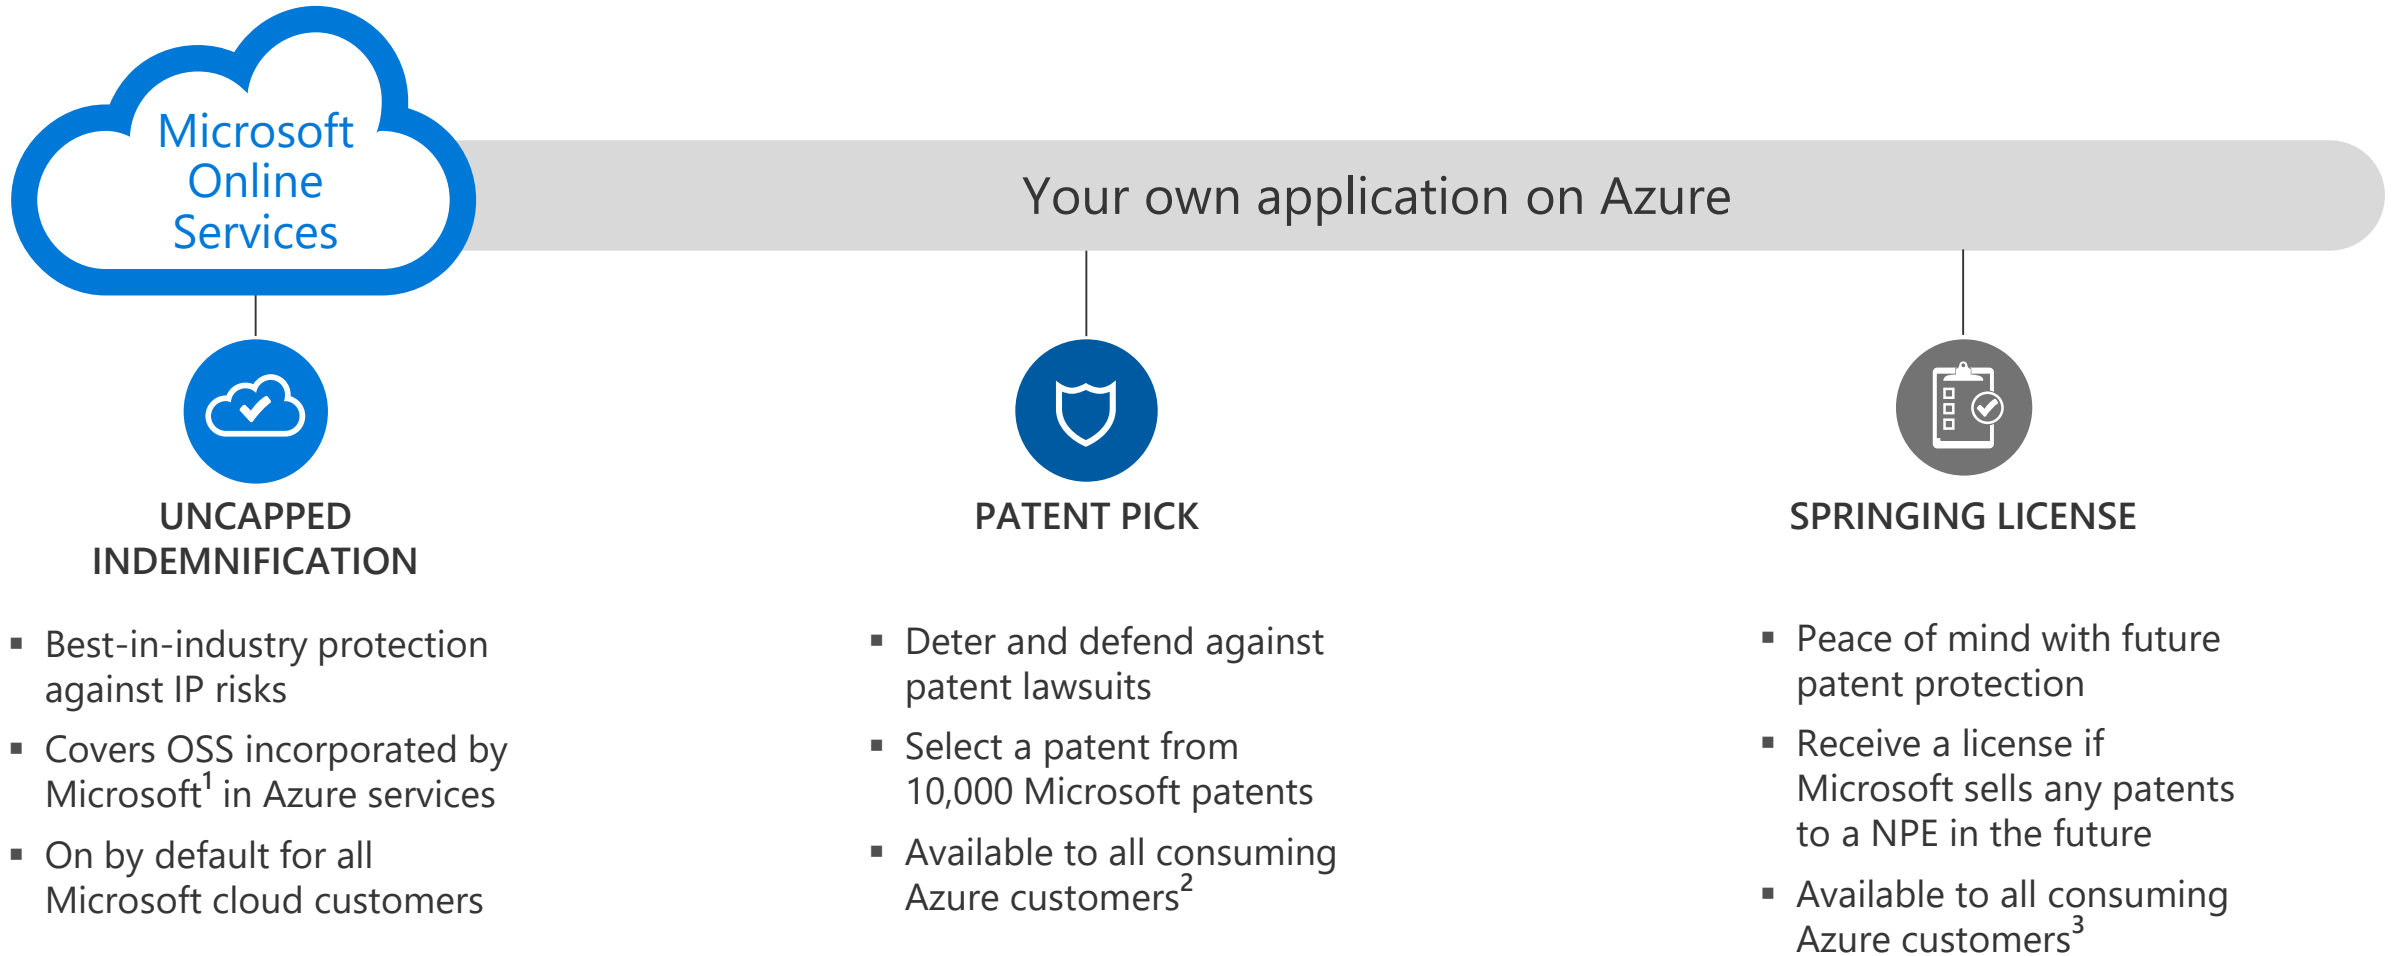 Microsoft
Online
Services
Your own application on Azure
UNCAPPED
INDEMNIFICATION
▪ Best-in-industry protection
against IP risks
▪ Covers OSS incorporated by
Microsoft¹ in Azure services
▪ On by default for all
Microsoft cloud customers
PATENT PICK
▪ Deter and defend against
patent lawsuits
▪ Select a patent from
10,000 Microsoft patents
▪ Available to all consuming
Azure customers²
SPRINGING LICENSE
▪ Peace of mind with future
patent protection
▪ Receive a license if
Microsoft sells any patents
to a NPE in the future
▪ Available to all consuming
Azure customers³